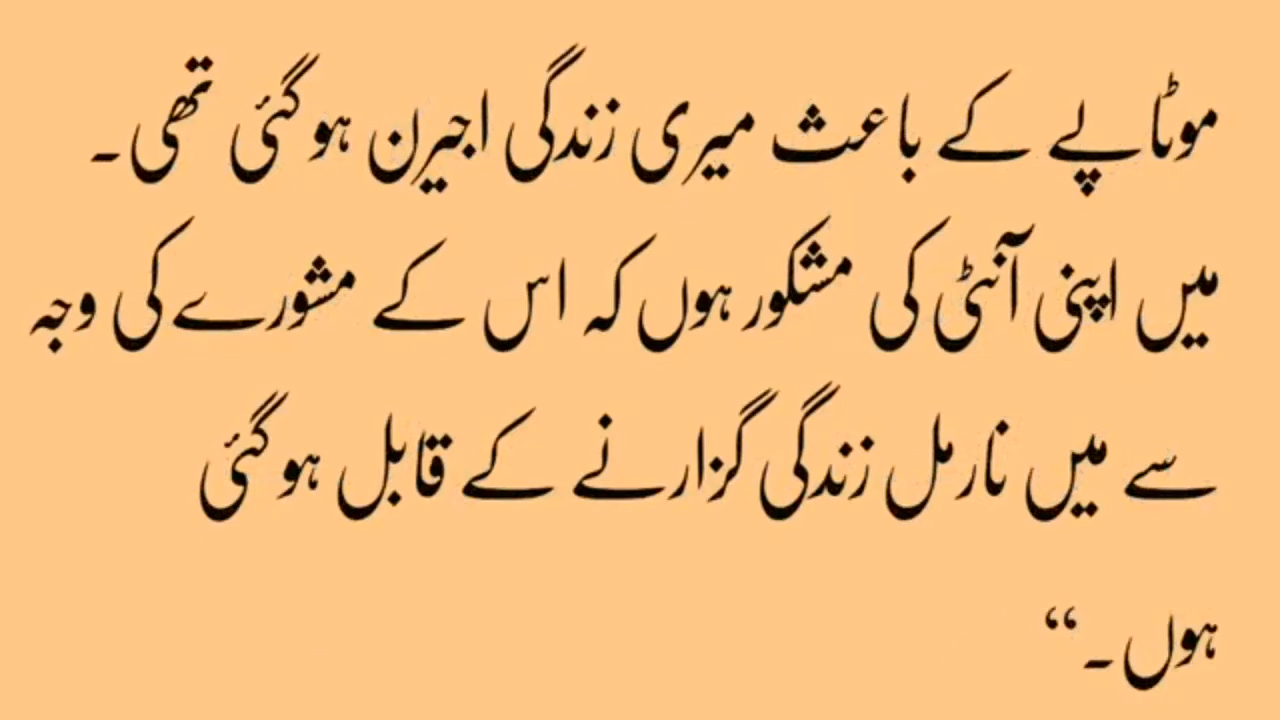 موٹاپے کے باعث میری زندگی اجیرن ہوگئی تھی۔
میں اپنی آنٹی کی مشکور ہوں کہ اس کے مشورے کی وجہ
سے میں نارمل زندگی گزارنے کے قابل ہوگئی
ہوں۔‘‘